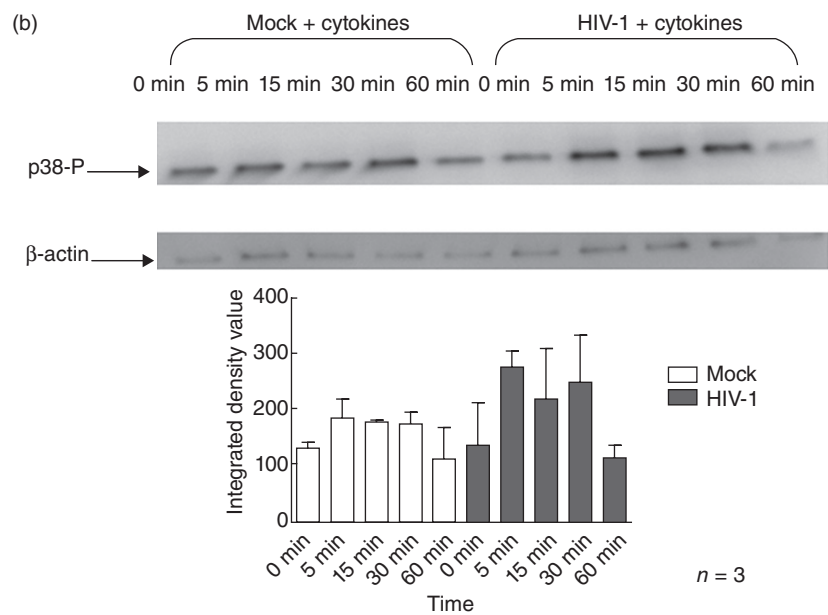 (b)
Mock + cytokines HIV-1 + cytokines
0 min 5 min 15 min 30 min 60 min 0 min 5 min 15 min 30 min 60 min
p38-P
β-actin
400
300
200
100
0
Integrated density value
Mock
HIV-1
0 min 5 min 15 min 30 min 60 min 0 min 5 min 15 min 30 min 60 min
Time
n = 3